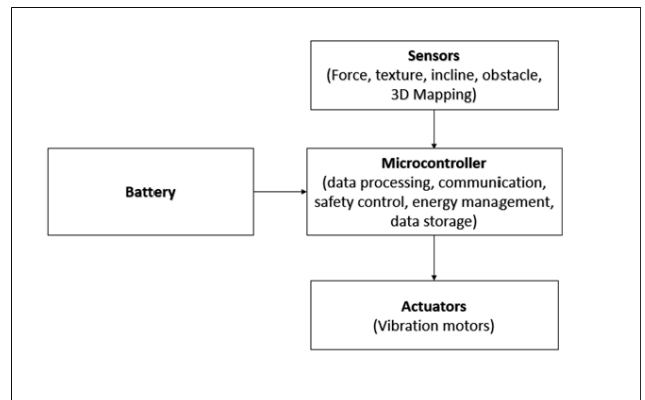 Sensors
(Force, texture, incline, obstacle,
3D Mapping)
Battery
Microcontroller
(data processing, communication,
safety control, energy management,
data storage)
Actuators
(Vibration motors)